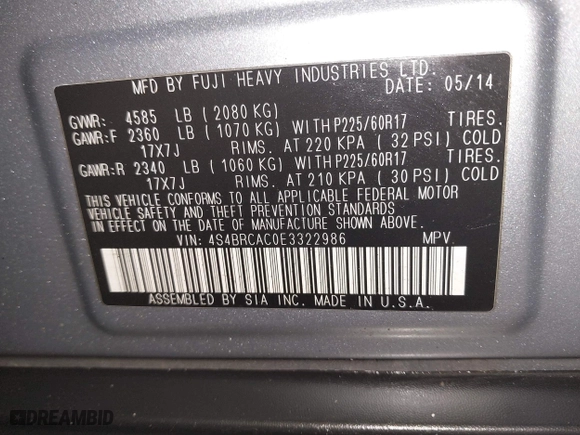 MFD BY FUJI HEAVY INDUSTRIES LTD.
DATE: 05/14
GVWR: 4585 LB (2080 KG)
GAWR:F 2360 LB (1070 KG) WITH P225/60R17 TIRES.
17X7J RIMS. AT 220 KPA (32 PSI) COLD
GAWR:R 2340 LB (1060 KG) WITH P225/60R17 TIRES.
17X7J RIMS. AT 210 KPA (30 PSI) COLD
THIS VEHICLE CONFORMS TO ALL APPLICABLE FEDERAL MOTOR
VEHICLE SAFETY AND THEFT PREVENTION STANDARDS
IN EFFECT ON THE DATE OF MANUFACTURE SHOWN ABOVE.
VIN: 4S4BRCAC0E3322986 MPV.
ASSEMBLED BY SIA INC. MADE IN U.S.A.
© DREAMBID